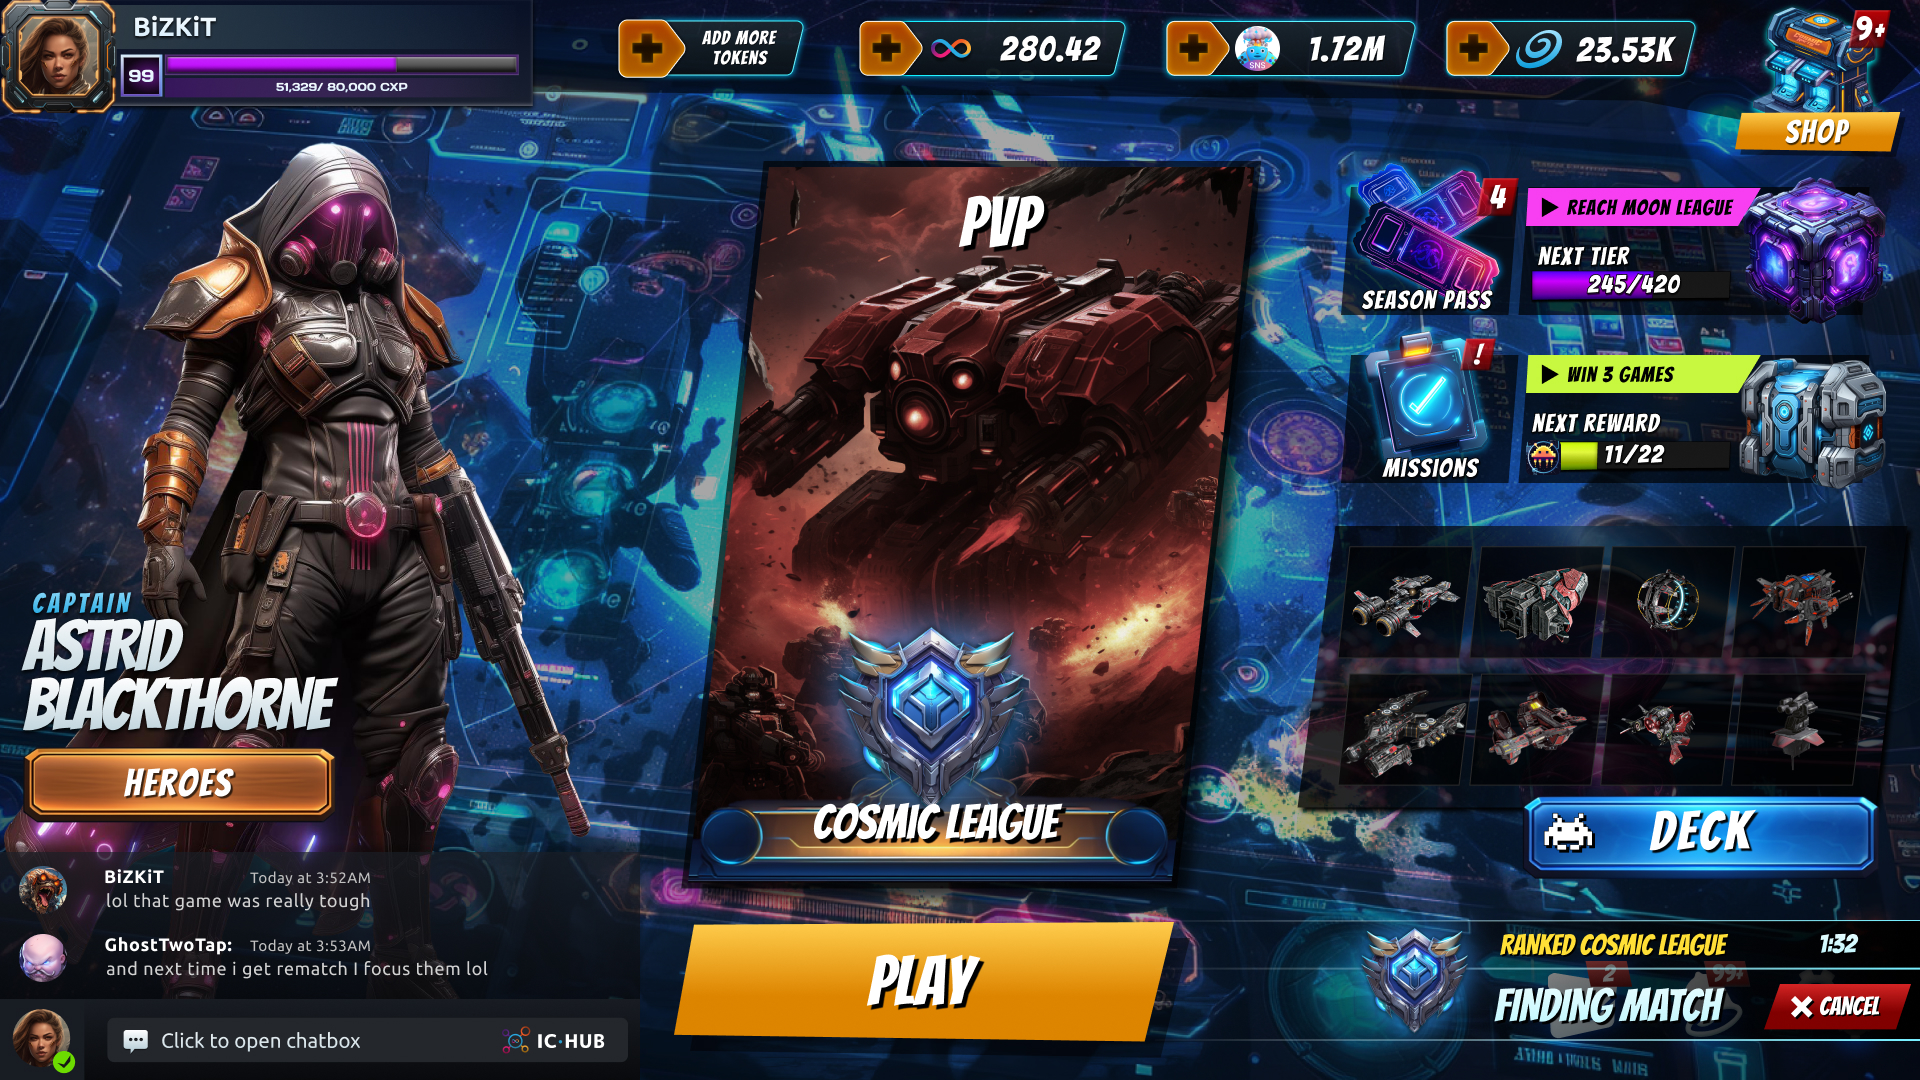 BiZKiT
99
51,329/ 80,000 CXP
ADD MORE
TOKENS
280.42
SNS
1.72M
23.53K
9+
SHOP
PVP
4
SEASON PASS
REACH MOON LEAGUE
NEXT TIER
245/420
!
MISSIONS
WIN 3 GAMES
NEXT REWARD
11/22
CAPTAIN
ASTRID
BLACKTHORNE
HEROES
COSMIC LEAGUE
DECK
BiZKiT Today at 3:52AM
lol that game was really tough
GhostTwoTap: Today at 3:53AM
and next time i get rematch I focus them lol
Click to open chatbox
IC·HUB
PLAY
RANKED COSMIC LEAGUE
1:32
2
99+
FINDING MATCH
CANCEL